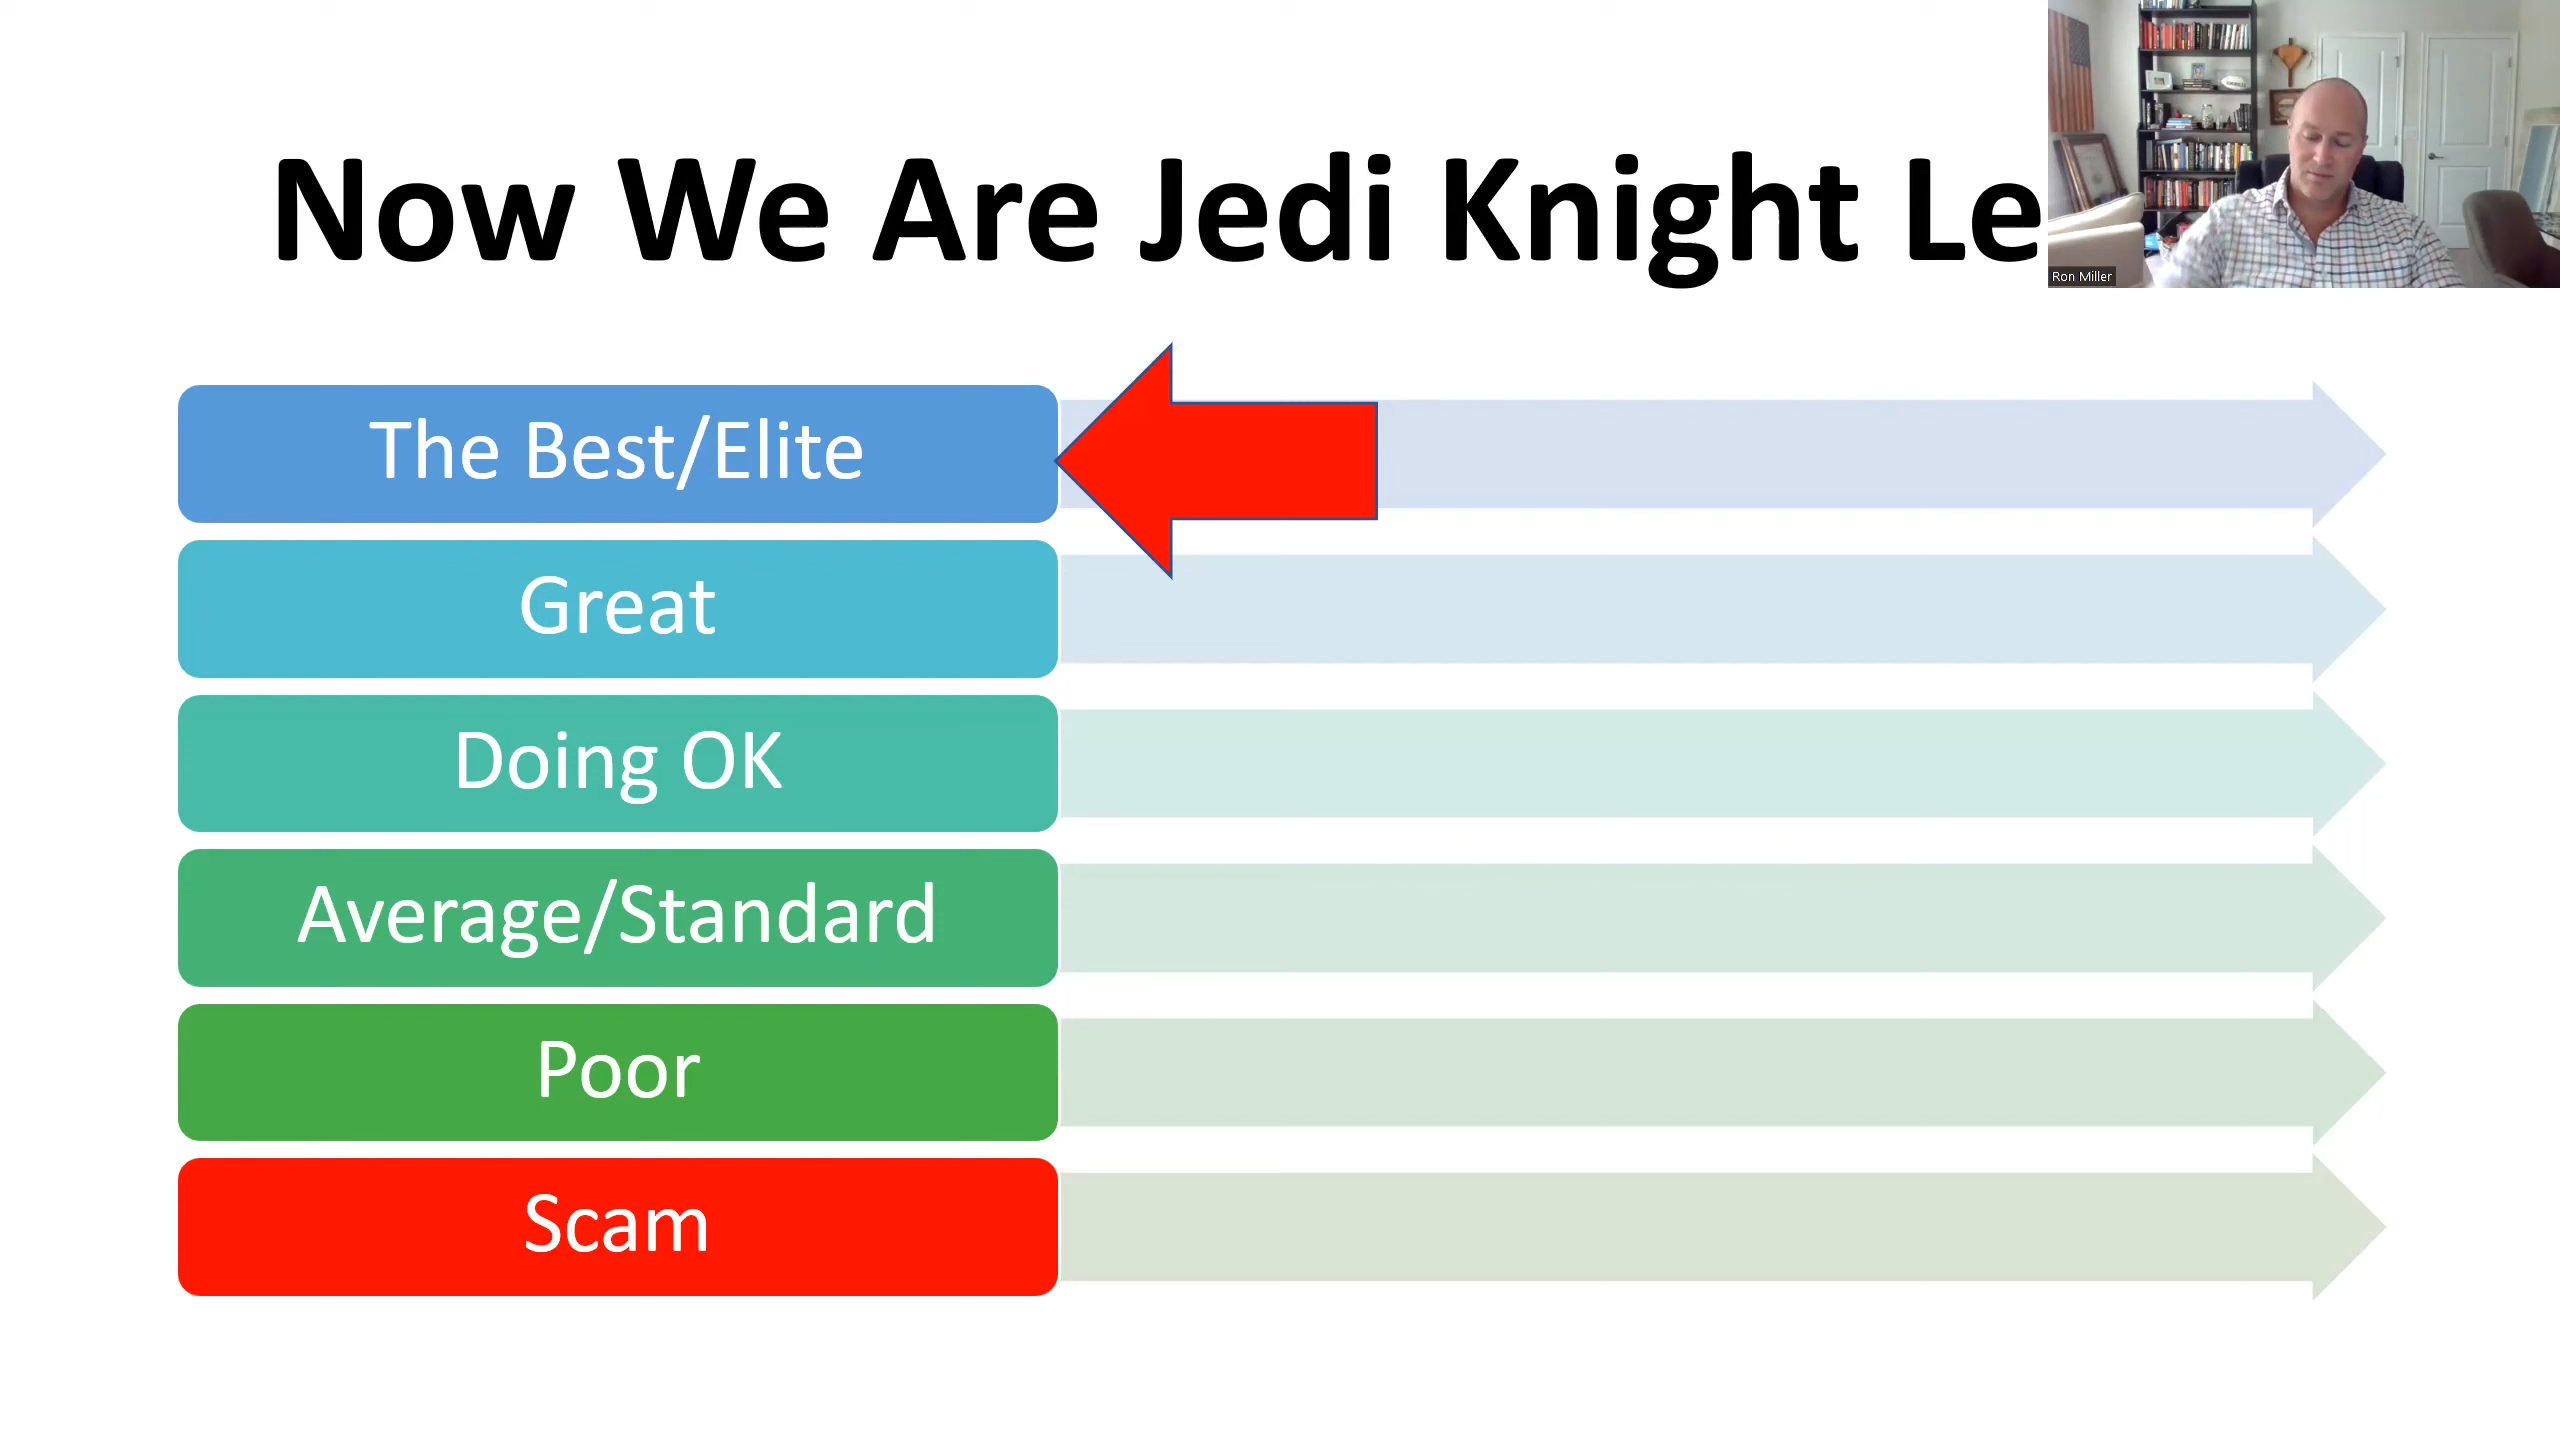 Now We Are Jedi Knight Le
Ron Miller
The Best/Elite
Great
Doing OK
Average/Standard
Poor
Scam